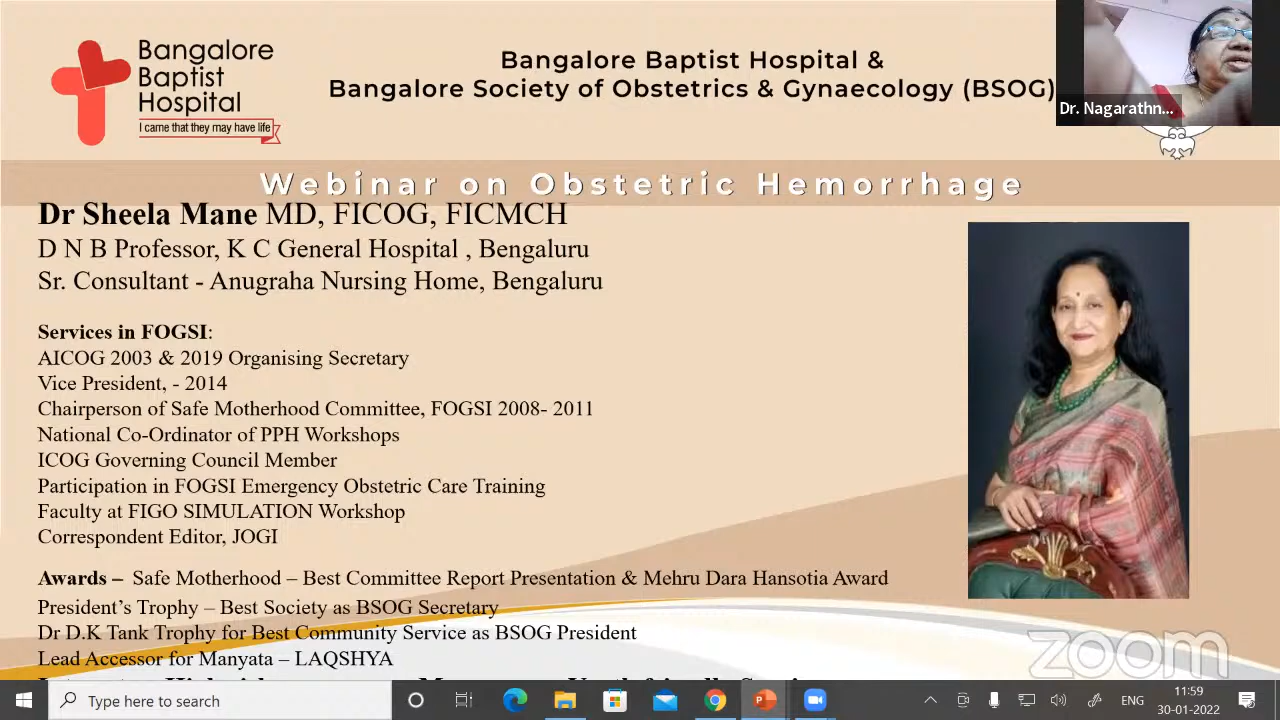 Bangalore
Baptist
Hospital
I came that they may have life
Bangalore Baptist Hospital &
Bangalore Society of Obstetrics & Gynaecology (BSOG)
Dr. Nagarathn...
Webinar on Obstetric Hemorrhage
Dr Sheela Mane MD, FICOG, FICMCH
D N B Professor, K C General Hospital , Bengaluru
Sr. Consultant - Anugraha Nursing Home, Bengaluru
Services in FOGSI:
AICOG 2003 & 2019 Organising Secretary
Vice President, - 2014
Chairperson of Safe Motherhood Committee, FOGSI 2008- 2011
National Co-Ordinator of PPH Workshops
ICOG Governing Council Member
Participation in FOGSI Emergency Obstetric Care Training
Faculty at FIGO SIMULATION Workshop
Correspondent Editor, JOGI
Awards – Safe Motherhood – Best Committee Report Presentation & Mehru Dara Hansotia Award
President’s Trophy – Best Society as BSOG Secretary
Dr D.K Tank Trophy for Best Community Service as BSOG President
Lead Accessor for Manyata – LAQSHYA
zoom
Type here to search
ENG
11:59
30-01-2022